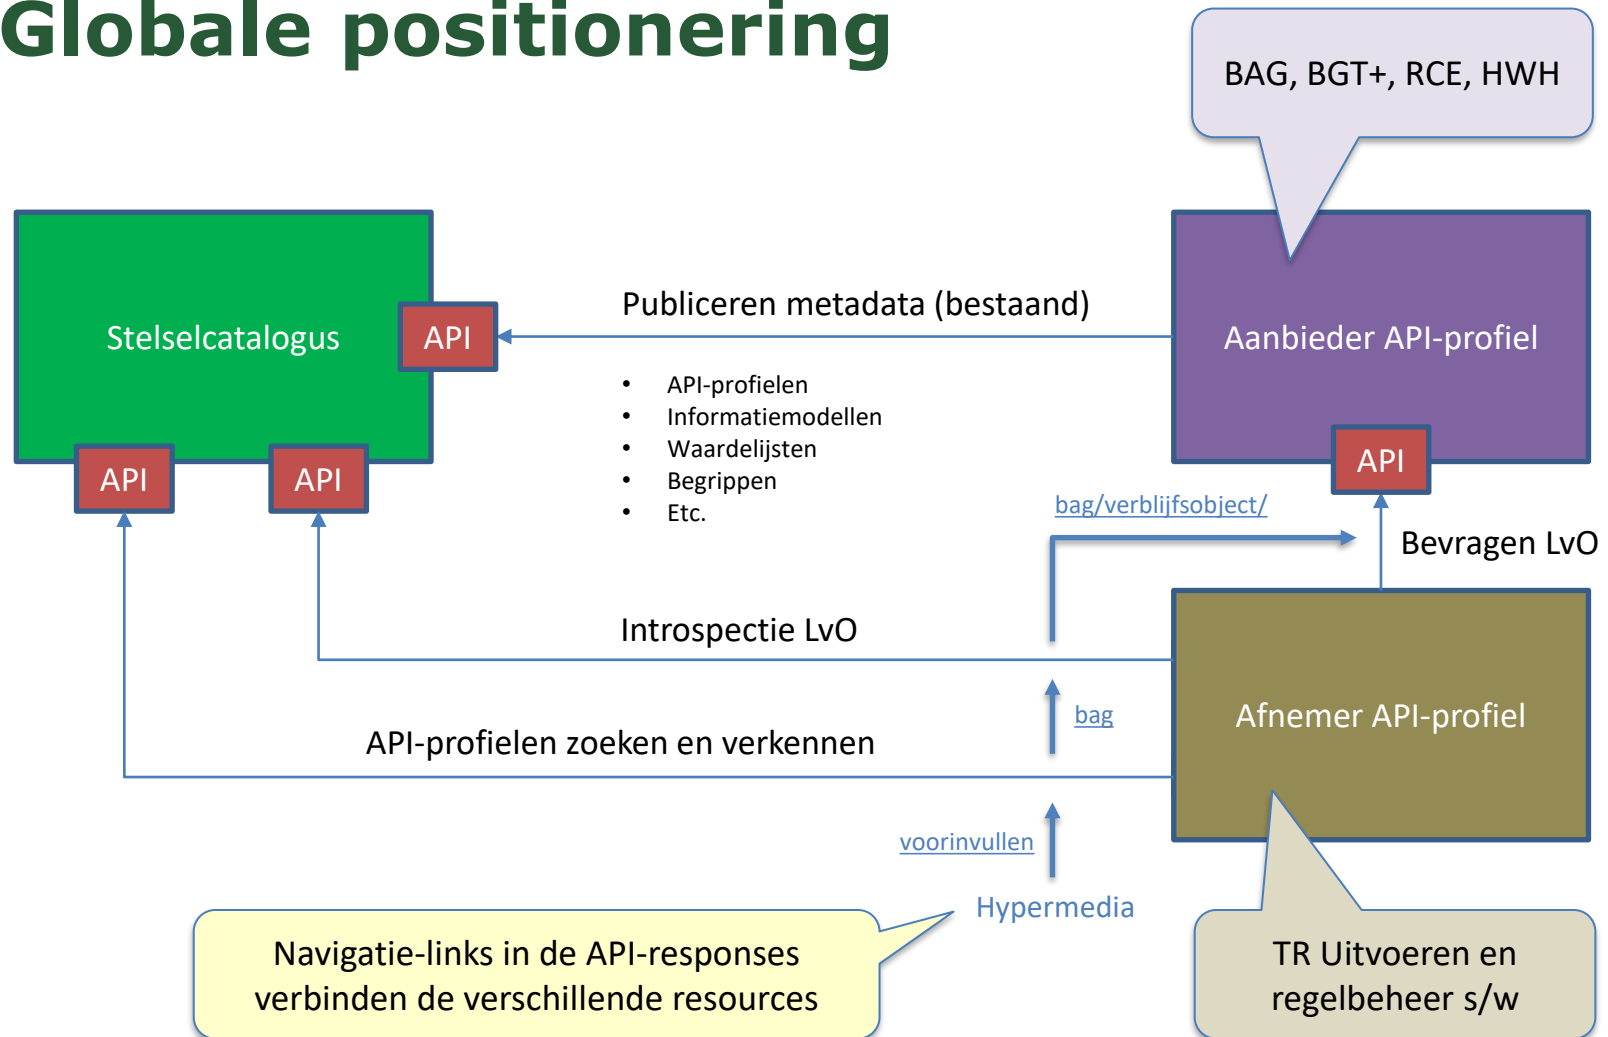 Globale positionering
BAG, BGT+, RCE, HWH
Stelselcatalogus
API
Publiceren metadata (bestaand)
Aanbieder API-profiel
• API-profielen
• Informatiemodellen
• Waardelijsten
• Begrippen
• Etc.
API
API
API
bag/verblijfsobject/
Bevragen LvO
Introspectie LvO
bag
Afnemer API-profiel
API-profielen zoeken en verkennen
voorinvullen
Hypermedia
Navigatie-links in de API-responses
verbinden de verschillende resources
TR Uitvoeren en
regelbeheer s/w